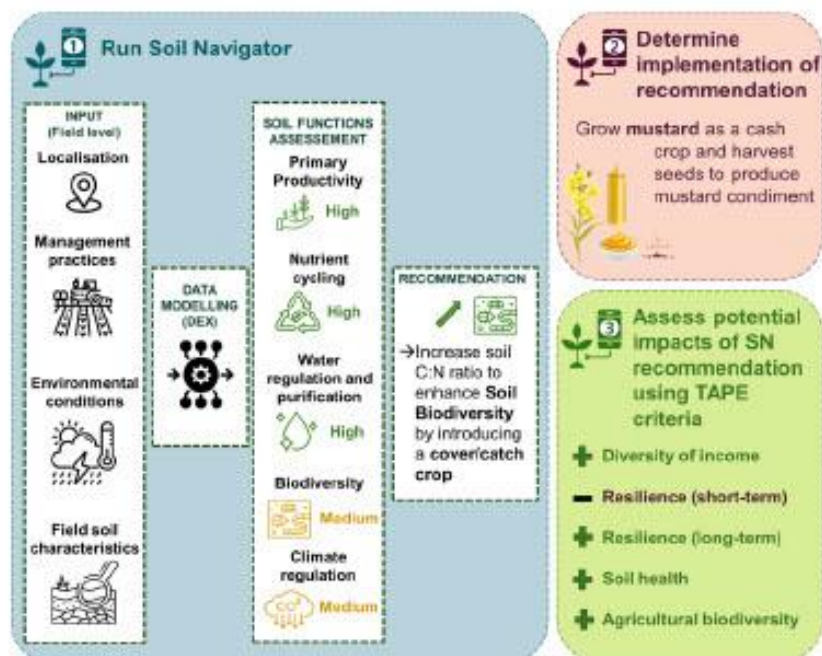 1 Run Soil Navigator
INPUT
(Field level)
Localisation
Management
practices
Environmental
conditions
Field soil
characteristics
DATA
MODELLING
(DEX)
SOIL FUNCTIONS
ASSESSEMENT
Primary
Productivity
High
Nutrient
cycling
High
Water
regulation and
purification
High
Biodiversity
Medium
Climate
regulation
CO²
Medium
RECOMMENDATION
→Increase soil
C:N ratio to
enhance Soil
Biodiversity
by introducing
a cover/catch
crop
2 Determine
implementation of
recommendation
Grow mustard as a cash
crop and harvest
seeds to produce
mustard condiment
3 Assess potential
impacts of SN
recommendation
using TAPE
criteria
+ Diversity of income
- Resilience (short-term)
+ Resilience (long-term)
+ Soil health
+ Agricultural biodiversity